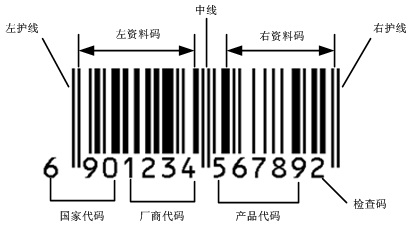 中线
左护线
左资料码
右资料码
右护线
6 901234 567892
国家代码
厂商代码
产品代码
检查码